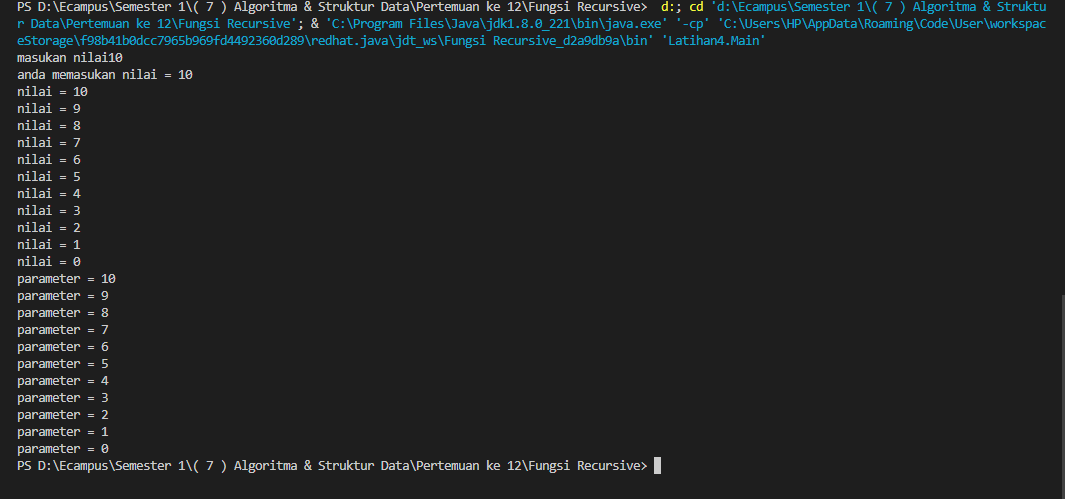 PS D:\Ecampus\Semester 1\( 7 ) Algoritma & Struktur Data\Pertemuan ke 12\Fungsi Recursive>  d:; cd 'd:\Ecampus\Semester 1\( 7 ) Algoritma & Struktu
r Data\Pertemuan ke 12\Fungsi Recursive'; & 'C:\Program Files\Java\jdk1.8.0_221\bin\java.exe' '-cp' 'C:\Users\HP\AppData\Roaming\Code\User\workspac
eStorage\f98b41b0dcc7965b969fd4492360d289\redhat.java\jdt_ws\Fungsi Recursive_d2a9db9a\bin' 'Latihan4.Main'
masukan nilai10
anda memasukan nilai = 10
nilai = 10
nilai = 9
nilai = 8
nilai = 7
nilai = 6
nilai = 5
nilai = 4
nilai = 3
nilai = 2
nilai = 1
nilai = 0
parameter = 10
parameter = 9
parameter = 8
parameter = 7
parameter = 6
parameter = 5
parameter = 4
parameter = 3
parameter = 2
parameter = 1
parameter = 0
PS D:\Ecampus\Semester 1\( 7 ) Algoritma & Struktur Data\Pertemuan ke 12\Fungsi Recursive>